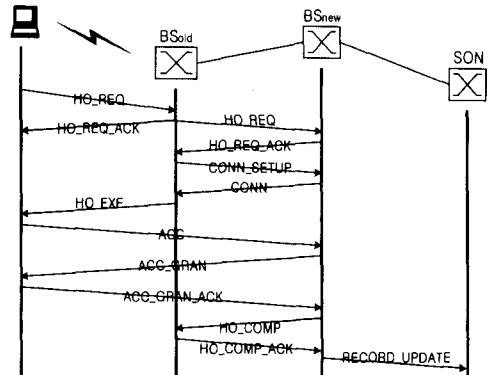 BSold
BSnew
SON
HO_REQ
HO_REQ_ACK
HO_REQ
HO_REQ_ACK
CONN_SETUP
CONN
HO_EXE
ACC
ACC_GRAN
ACC_GRAN_ACK
HO_COMP
HO_COMP_ACK
RECORD_UPDATE